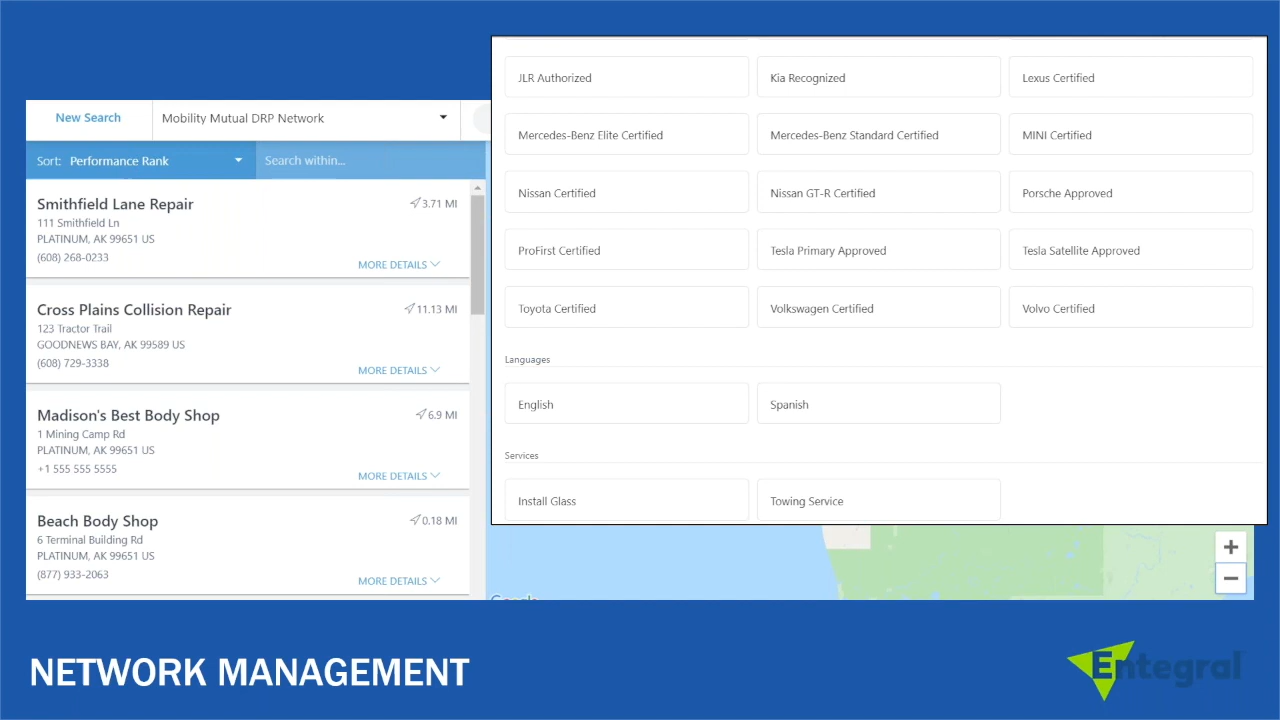 New Search
Mobility Mutual DRP Network
Sort: Performance Rank
Search within...
Smithfield Lane Repair
3.71 MI
111 Smithfield Ln
PLATINUM, AK 99651 US
(608) 268-0233
MORE DETAILS
Cross Plains Collision Repair
11.13 MI
123 Tractor Trail
GOODNEWS BAY, AK 99589 US
(608) 729-3338
MORE DETAILS
Madison's Best Body Shop
6.9 MI
1 Mining Camp Rd
PLATINUM, AK 99651 US
+1 555 555 5555
MORE DETAILS
Beach Body Shop
0.18 MI
6 Terminal Building Rd
PLATINUM, AK 99651 US
(877) 933-2063
MORE DETAILS
JLR Authorized
Kia Recognized
Lexus Certified
Mercedes-Benz Elite Certified
Mercedes-Benz Standard Certified
MINI Certified
Nissan Certified
Nissan GT-R Certified
Porsche Approved
ProFirst Certified
Tesla Primary Approved
Tesla Satellite Approved
Toyota Certified
Volkswagen Certified
Volvo Certified
Languages
English
Spanish
Services
Install Glass
Towing Service
Google
NETWORK MANAGEMENT
Entegral